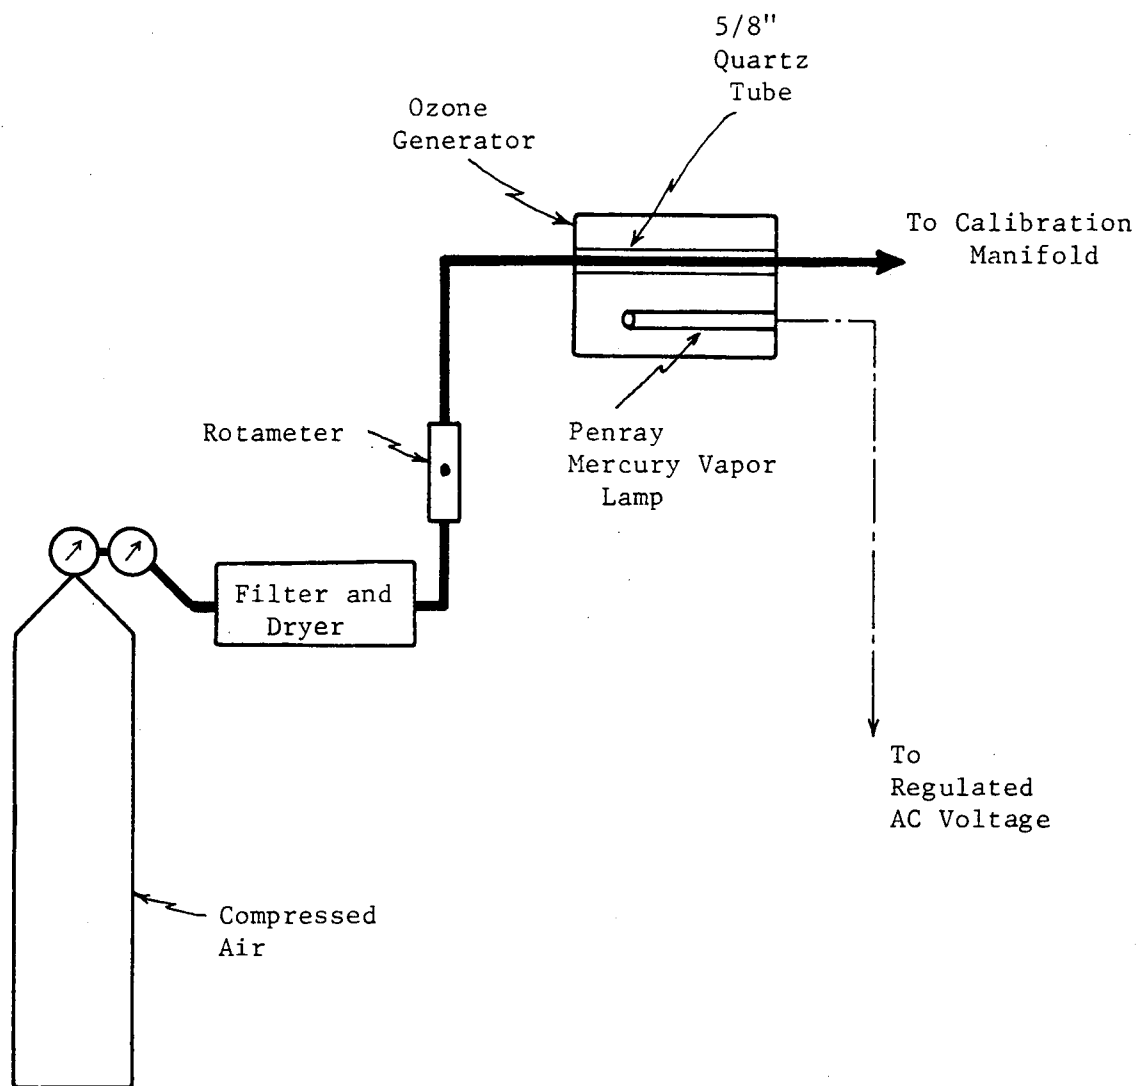 5/8"
Quartz
Tube
Ozone
Generator
To Calibration
Manifold
Rotameter
Penray
Mercury Vapor
Lamp
Filter and
Dryer
To
Regulated
AC Voltage
Compressed
Air